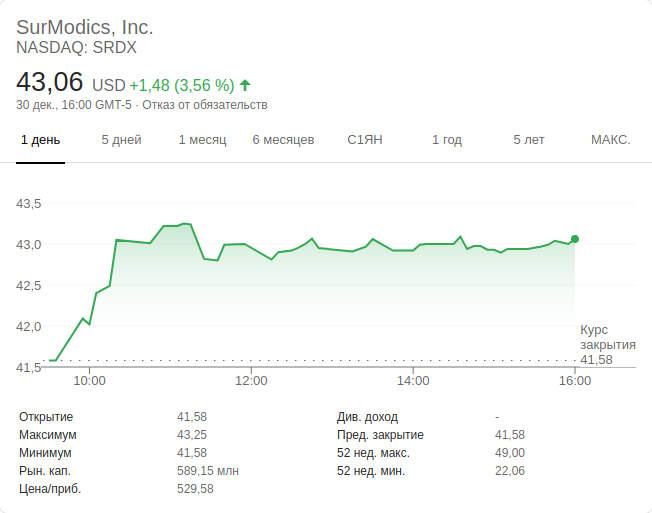 SurModics, Inc.
NASDAQ: SRDX
43,06 USD +1,48 (3,56 %)
30 дек., 16:00 GMT-5 · Отказ от обязательств
1 день 5 дней 1 месяц 6 месяцев С1ЯН 1 год 5 лет МАКС.
43,5
43,0
42,5
42,0
41,5
Курс
закрытия
41,58
10:00 12:00 14:00 16:00
Открытие 41,58 Див. доход -
Максимум 43,25 Пред. закрытие 41,58
Минимум 41,58 52 нед. макс. 49,00
Рын. кап. 589,15 млн 52 нед. мин. 22,06
Цена/приб. 529,58